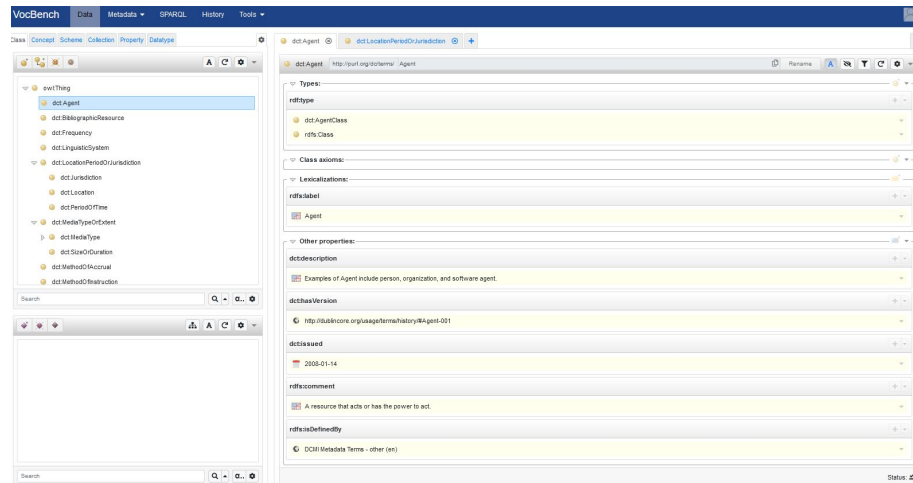 VocBench Data Metadata SPARQL History Tools
Class Concept Scheme Collection Property Datatype
owl:Thing
dct:Agent
dct:BibliographicResource
dct:Frequency
dct:LinguisticSystem
dct:LocationPeriodOrJurisdiction
dct:Jurisdiction
dct:Location
dct:PeriodOfTime
dct:MediaTypeOrExtent
dct:MediaType
dct:SizeOrDuration
dct:MethodOfAccrual
dct:MethodOfInstruction
Search
Search
dct:Agent dct:LocationPeriodOrJurisdiction
dct:Agent http://purl.org/dc/terms/ Agent Rename
Types:
rdf:type
dct:AgentClass
rdfs:Class
Class axioms:
Lexicalizations:
rdfs:label
Agent
Other properties:
dct:description
Examples of Agent include person, organization, and software agent.
dct:hasVersion
http://dublincore.org/usage/terms/history/#Agent-001
dct:issued
2008-01-14
rdfs:comment
A resource that acts or has the power to act.
rdfs:isDefinedBy
DCMI Metadata Terms - other (en)
Status: